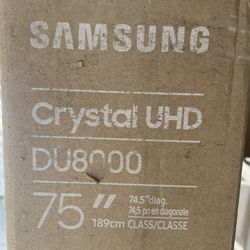 SAMSUNG
Crystal UHD
DU8000
75"
74.5" diag.
74,5 po en diagonale
189cm CLASS/CLASSE